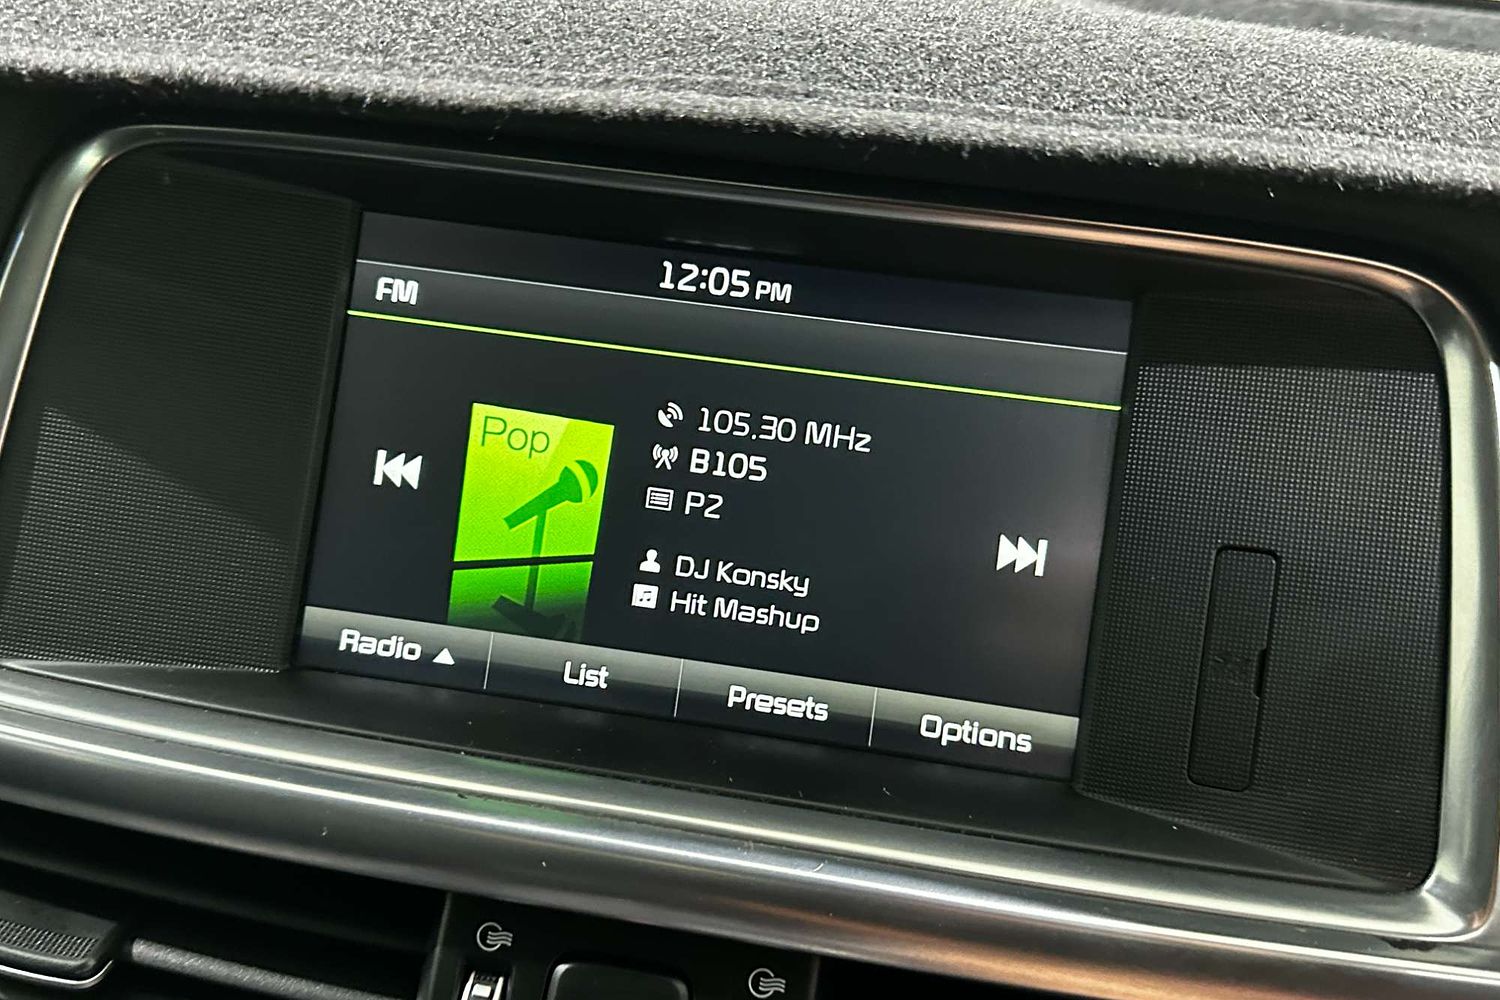 12:05 PM
FM
Pop
105.30 MHz
B105
P2
DJ Konsky
Hit Mashup
Radio ▲
List
Presets
Options